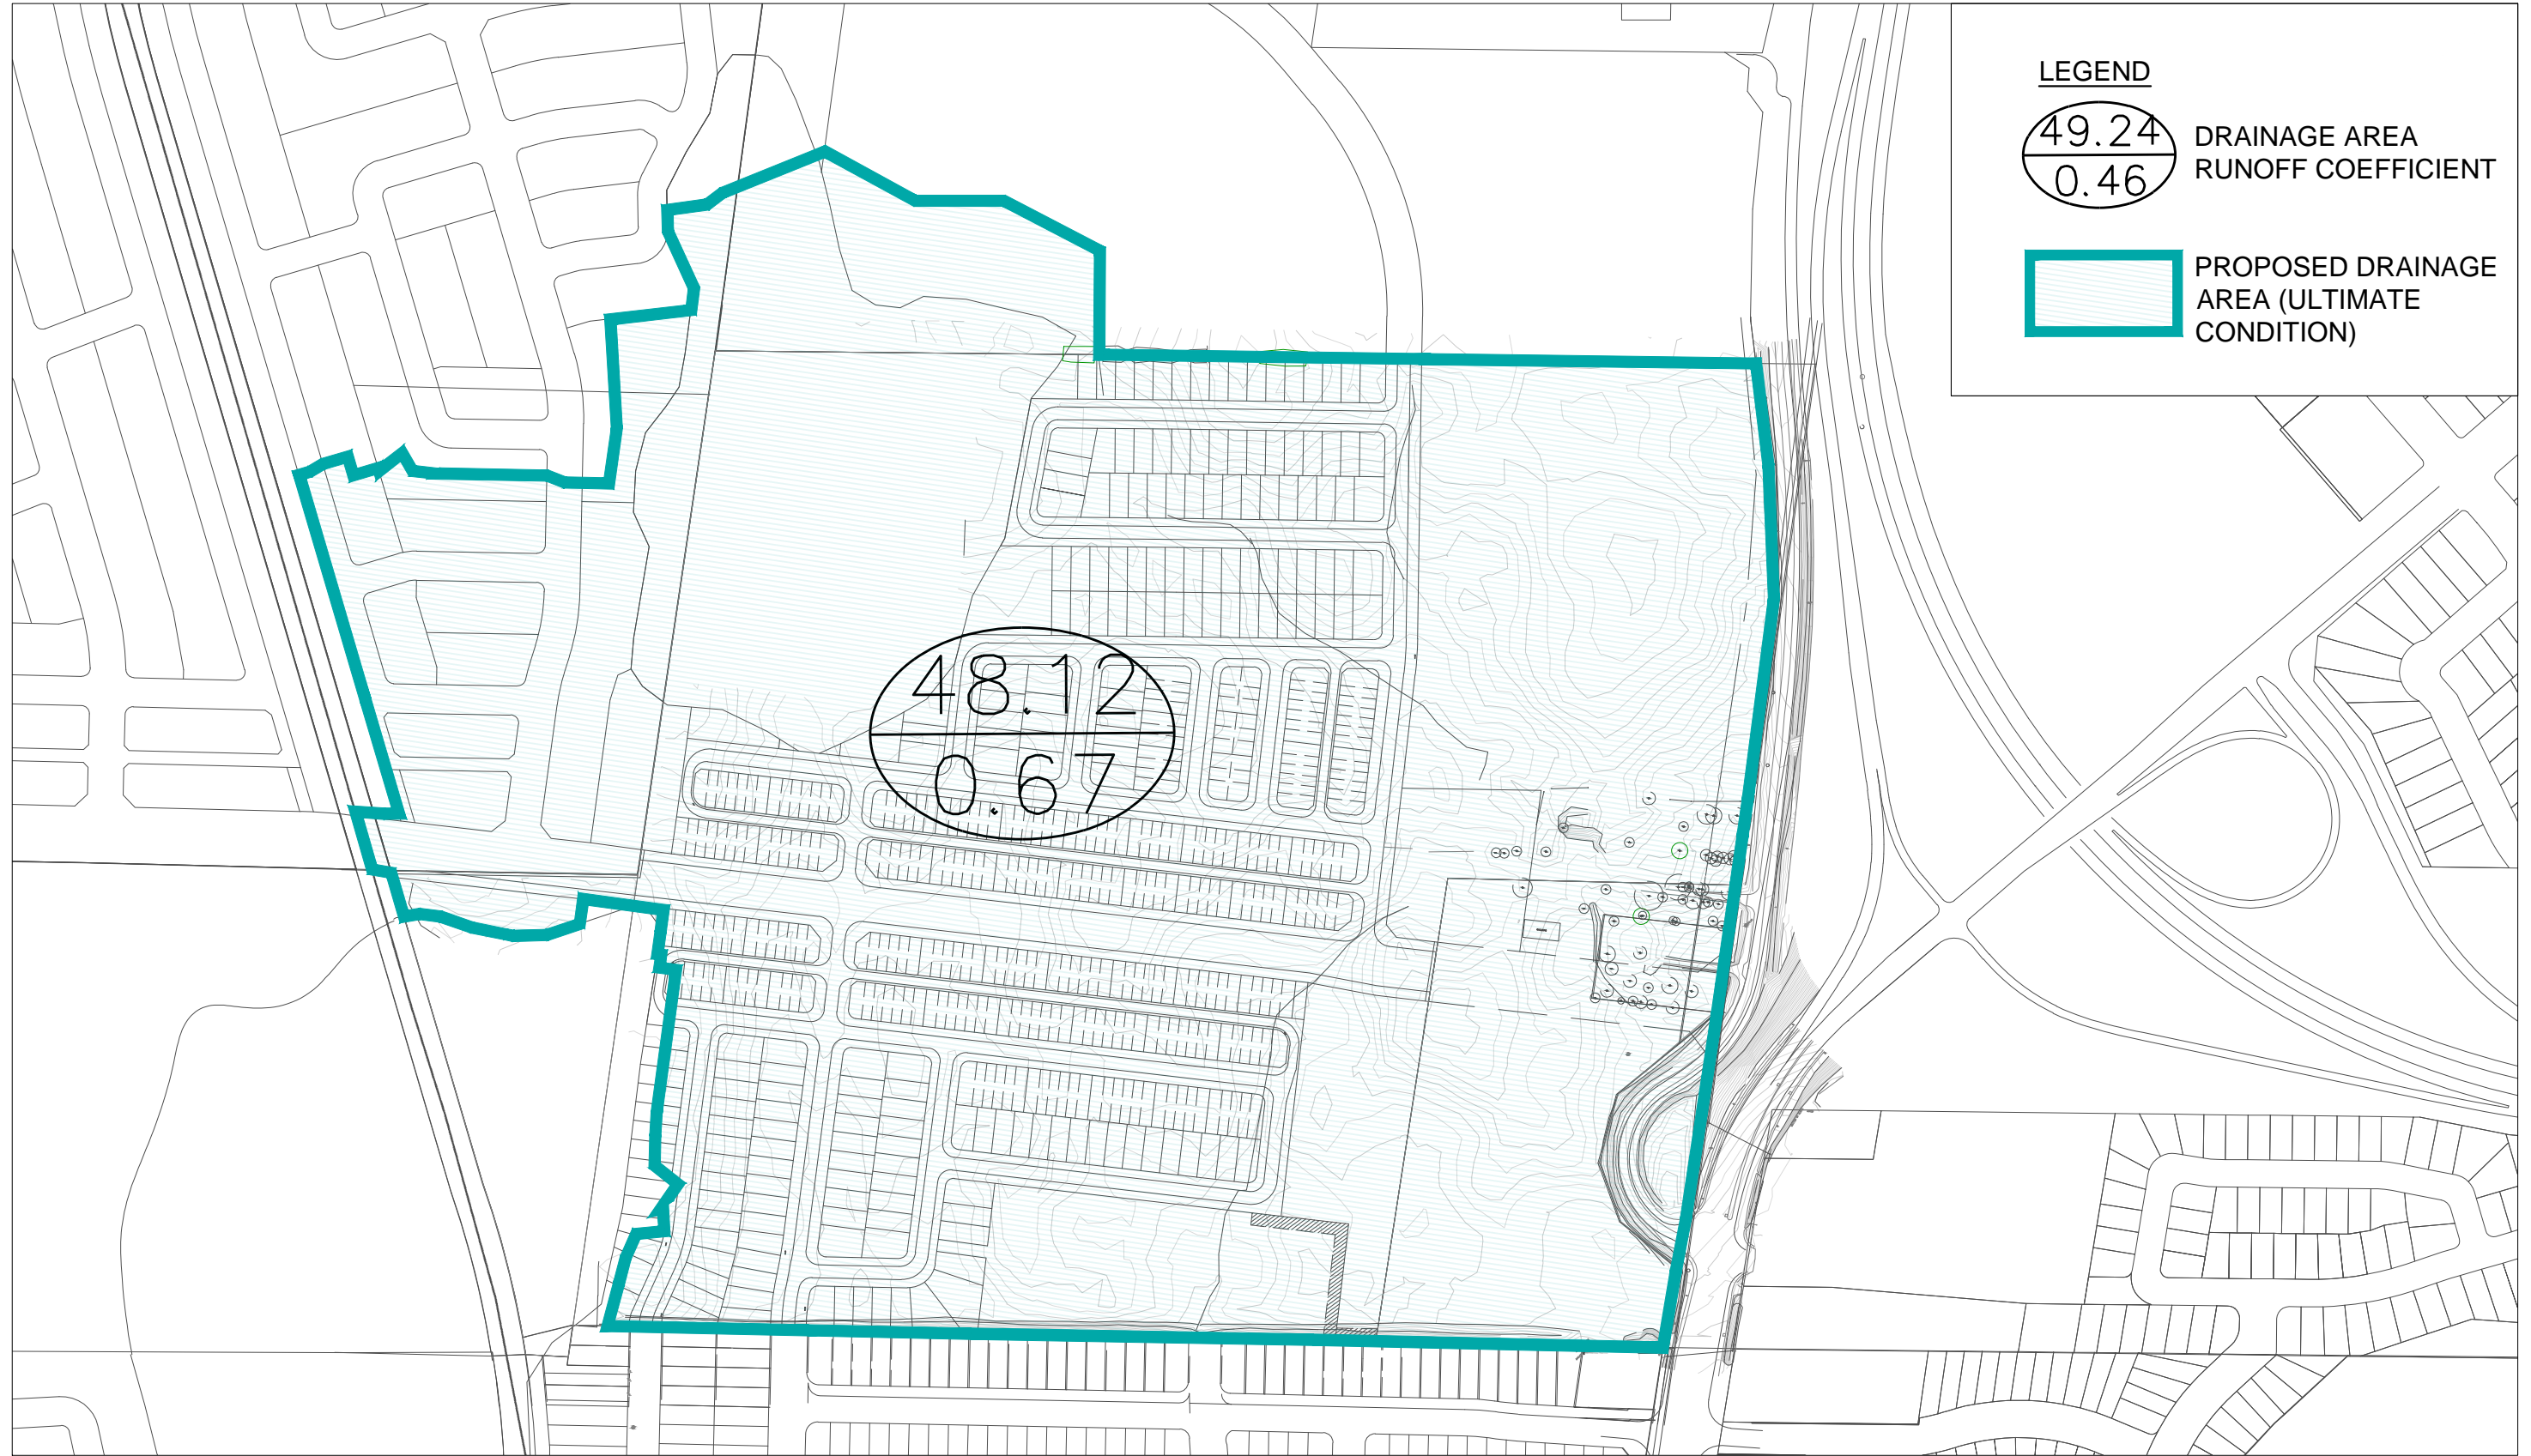 LEGEND
49.24
0.46
DRAINAGE AREA
RUNOFF COEFFICIENT
PROPOSED DRAINAGE
AREA (ULTIMATE
CONDITION)
48.12
0.67